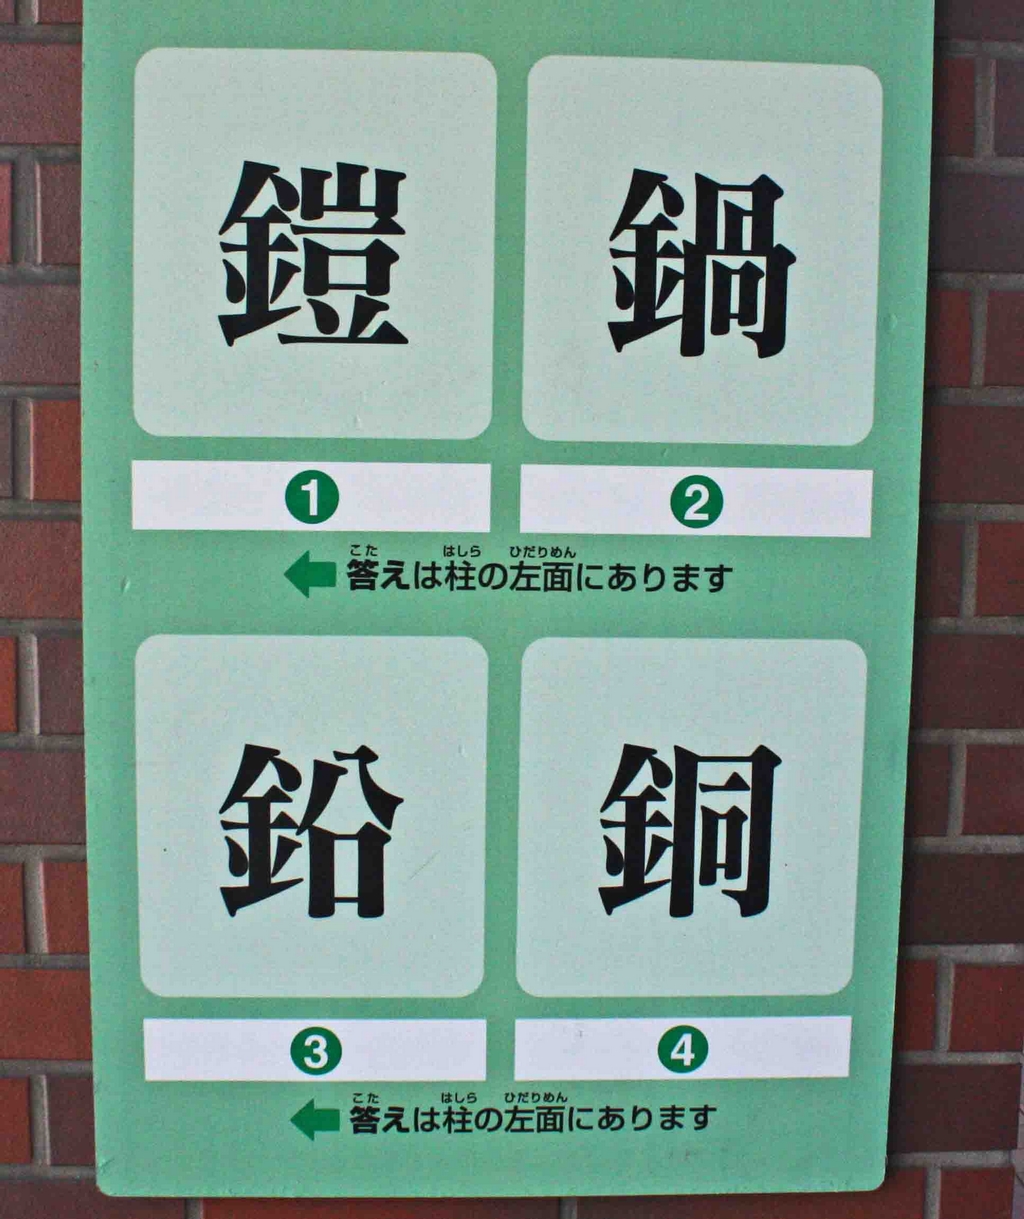 鎧 鍋
1 2
こた はしら ひだりめん
答えは柱の左面にあります
鉛 銅
3 4
こた はしら ひだりめん
答えは柱の左面にあります